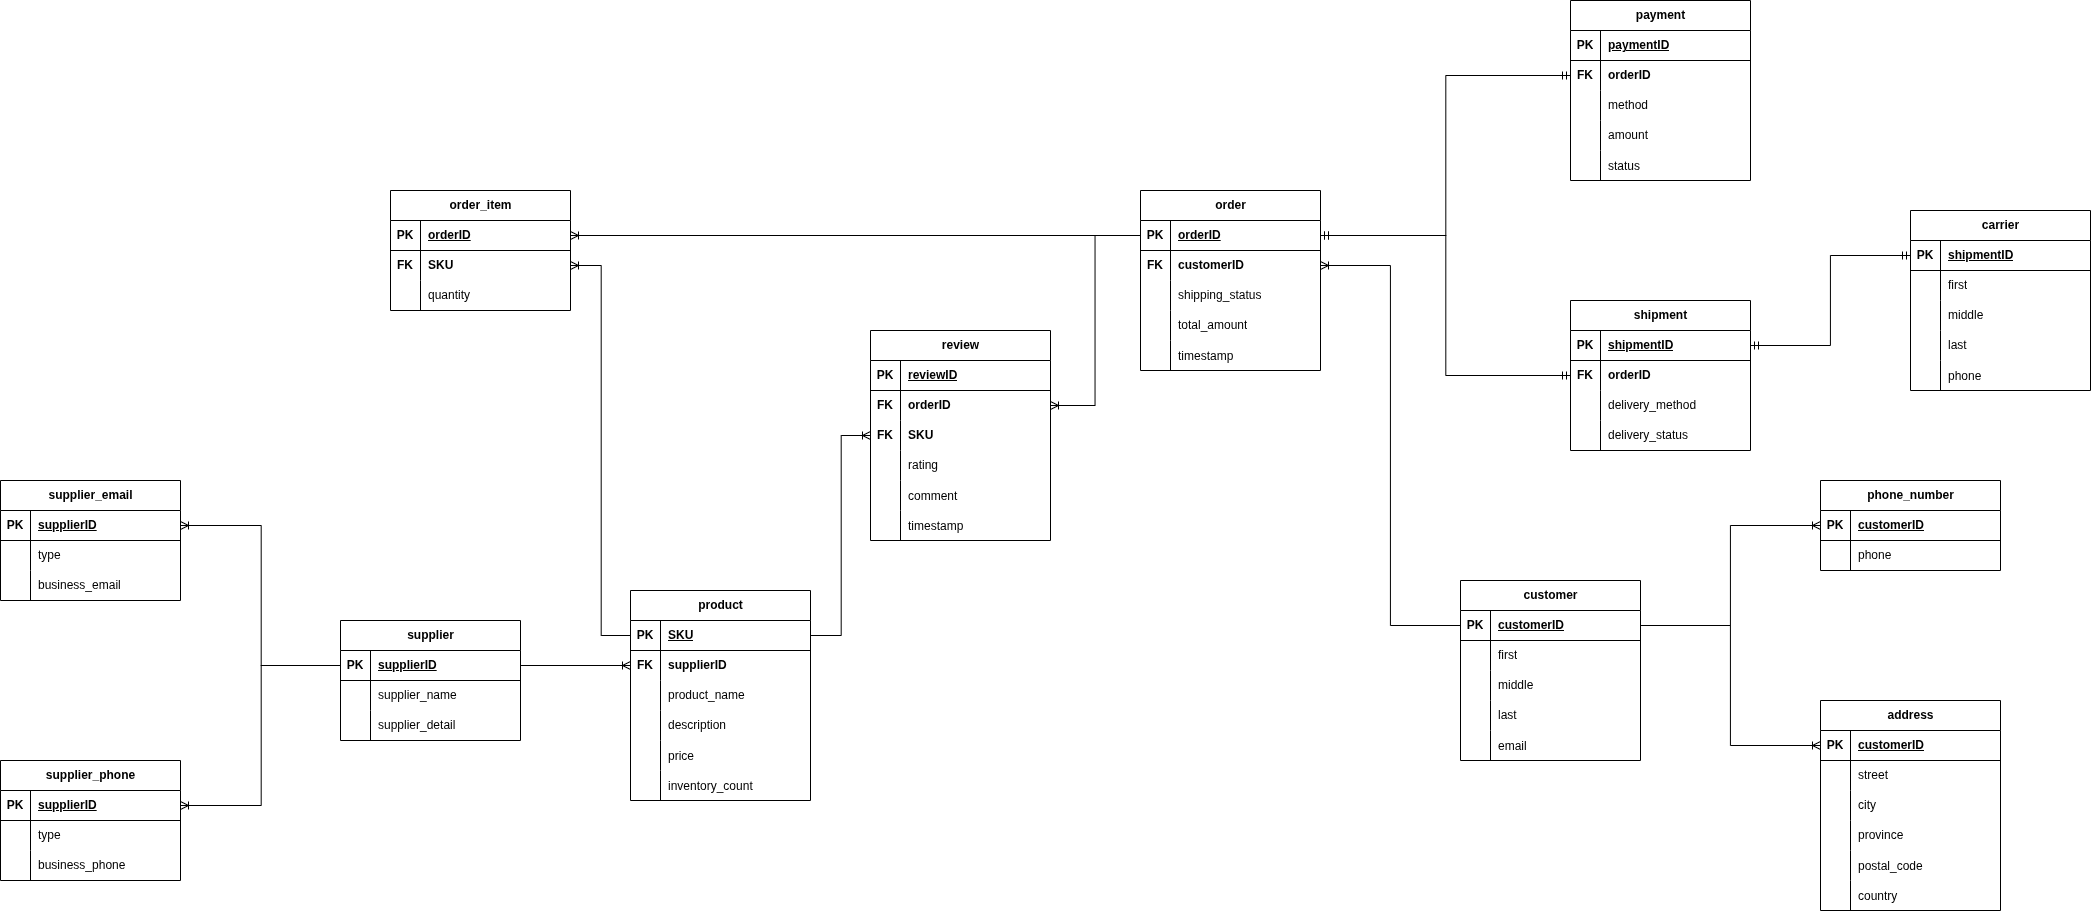 payment
PK paymentID
FK orderID
method
amount
status
order_item
PK orderID
FK SKU
quantity
order
PK orderID
FK customerID
shipping_status
total_amount
timestamp
carrier
PK shipmentID
first
middle
last
phone
shipment
PK shipmentID
FK orderID
delivery_method
delivery_status
review
PK reviewID
FK orderID
FK SKU
rating
comment
timestamp
supplier_email
PK supplierID
type
business_email
phone_number
PK customerID
phone
customer
PK customerID
first
middle
last
email
product
PK SKU
FK supplierID
product_name
description
price
inventory_count
supplier
PK supplierID
supplier_name
supplier_detail
address
PK customerID
street
city
province
postal_code
country
supplier_phone
PK supplierID
type
business_phone